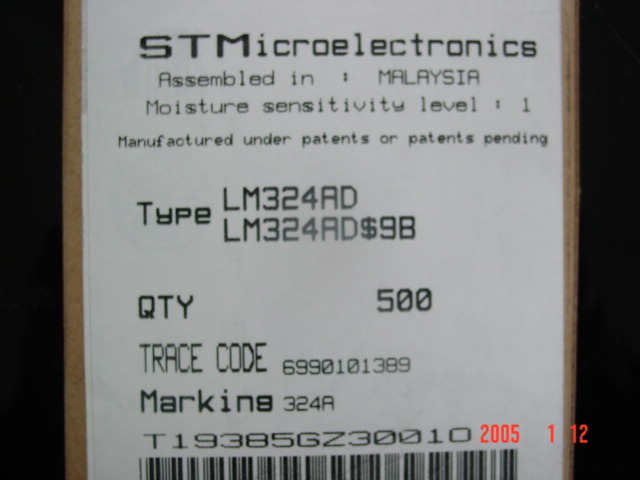 STMicroelectronics
Assembled in : MALAYSIA
Moisture sensitivity level : 1
Manufactured under patents or patents pending
Type LM324AD
LM324AD$9B
QTY 500
TRACE CODE 6990101389
Marking 324A
T19385GZ30010
2005 1 12